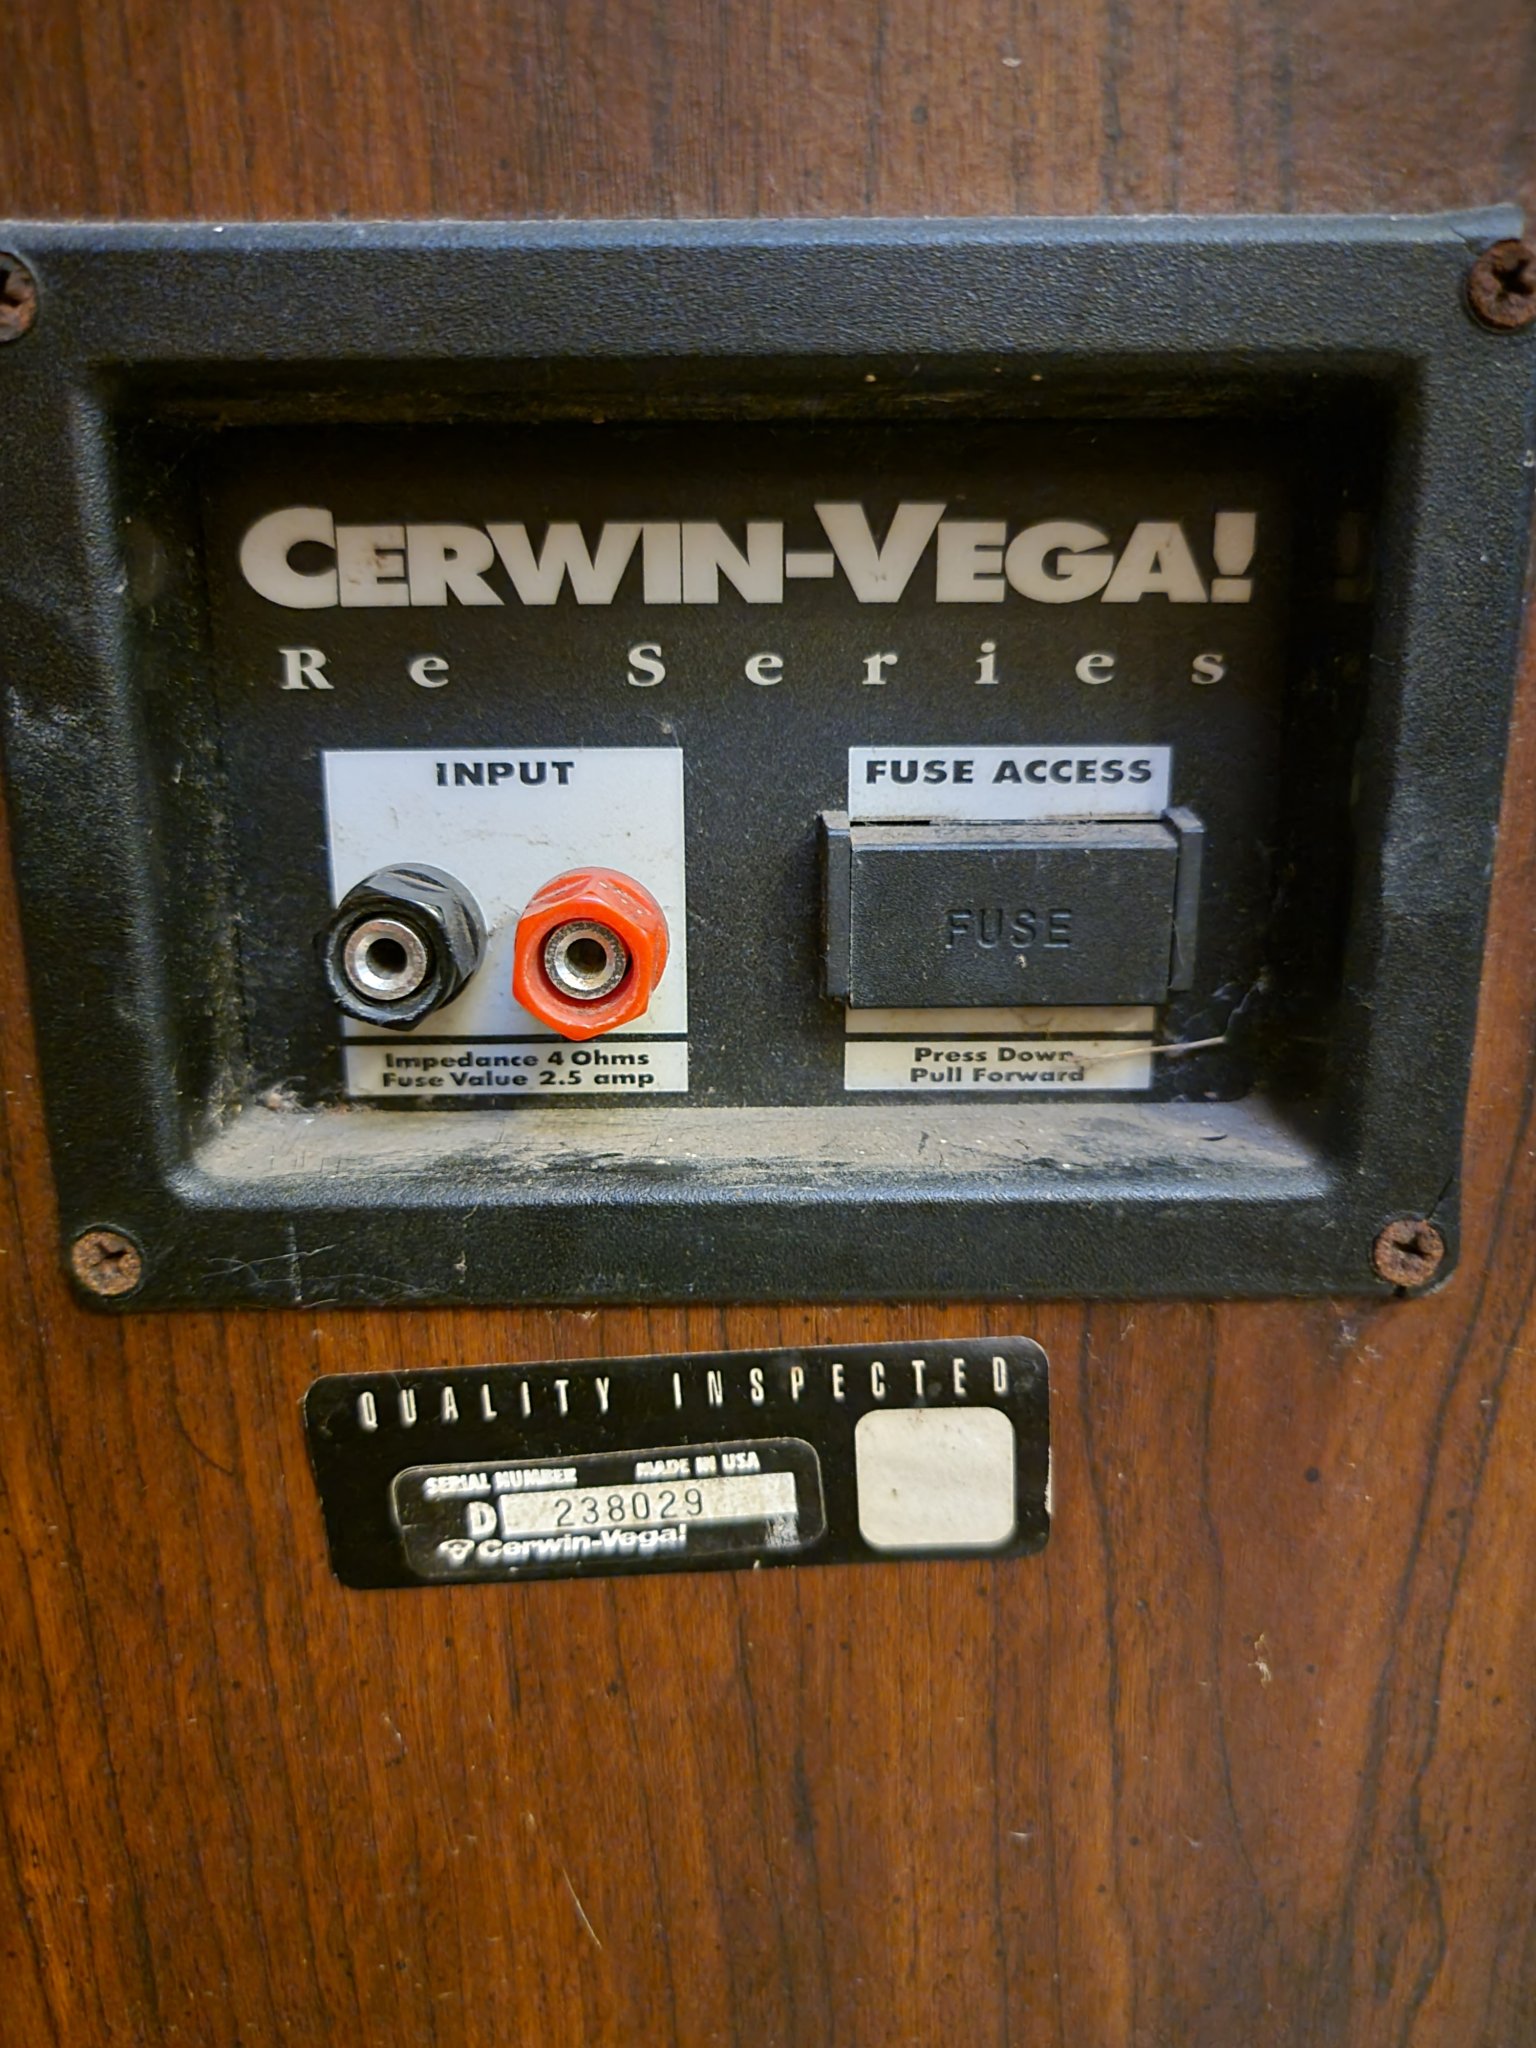 CERWIN-VEGA!
Re Series
INPUT
FUSE ACCESS
FUSE
Impedance 4 Ohms
Fuse Value 2.5 amp
Press Down
Pull Forward
QUALITY INSPECTED
SERIAL NUMBER MADE IN USA
D 238029
Cerwin-Vega!